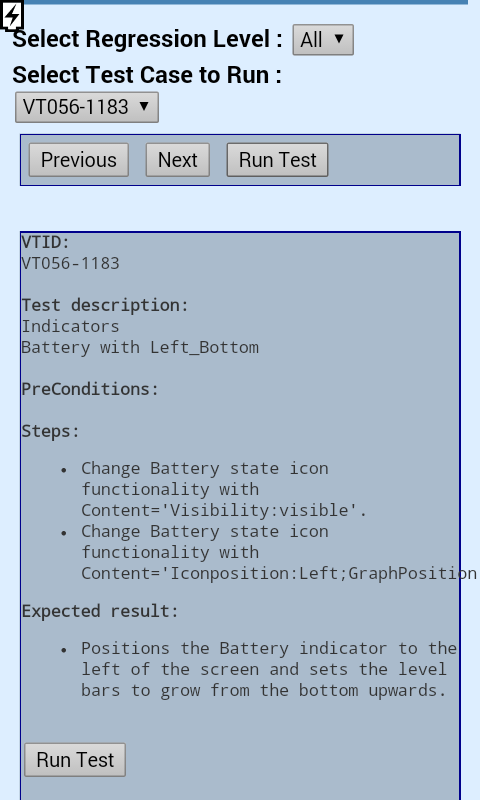 Select Regression Level : All
Select Test Case to Run :
VT056-1183
Previous Next Run Test
VTID:
VT056-1183
Test description:
Indicators
Battery with Left_Bottom
PreConditions:
Steps:
• Change Battery state icon
functionality with
Content='Visibility:visible'.
• Change Battery state icon
functionality with
Content='Iconposition:Left;GraphPosition
Expected result:
• Positions the Battery indicator to the
left of the screen and sets the level
bars to grow from the bottom upwards.
Run Test